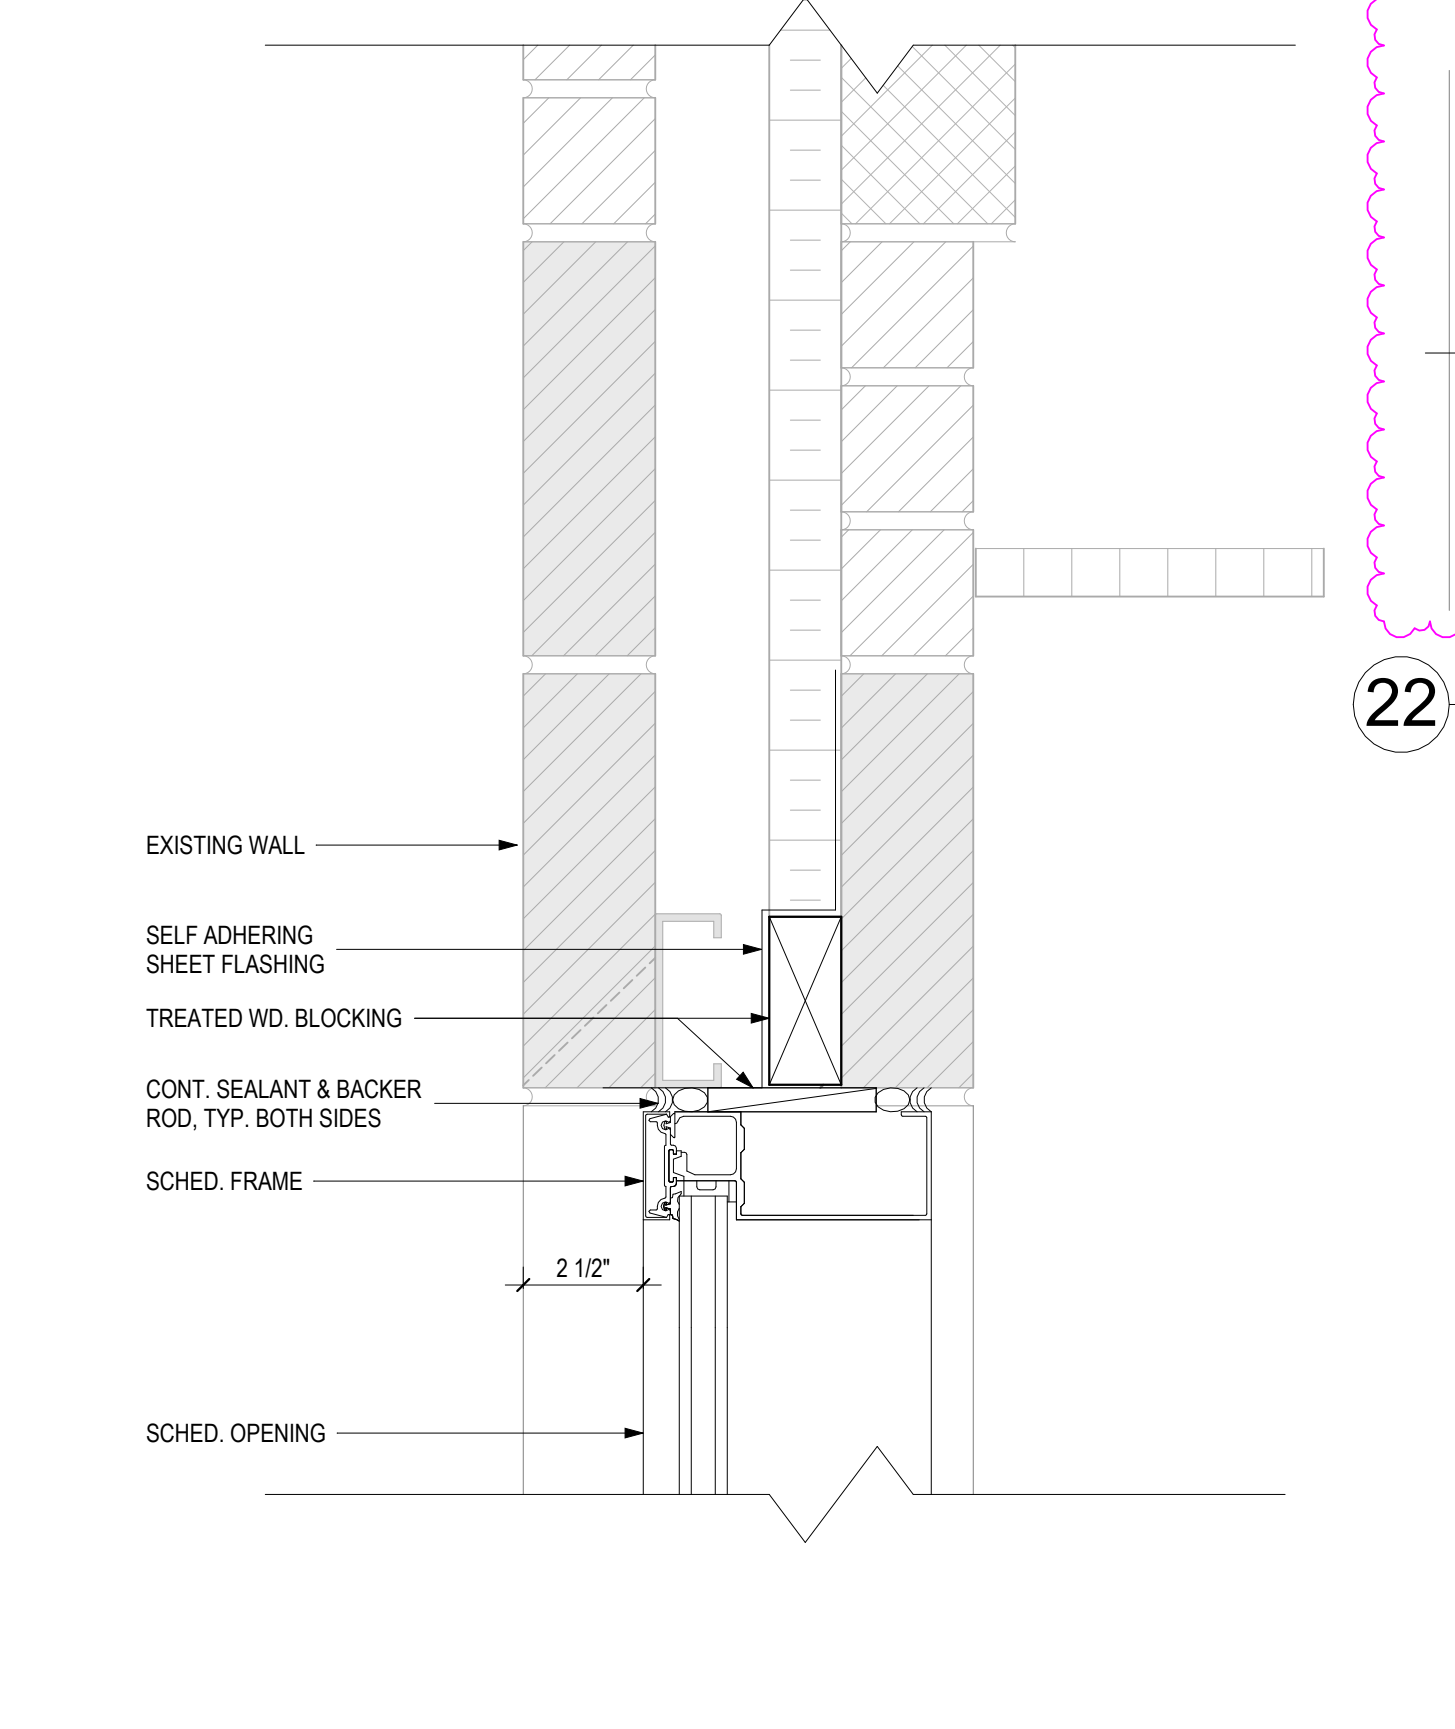 22
EXISTING WALL
SELF ADHERING
SHEET FLASHING
TREATED WD. BLOCKING
CONT. SEALANT & BACKER
ROD, TYP. BOTH SIDES
SCHED. FRAME
2 1/2"
SCHED. OPENING